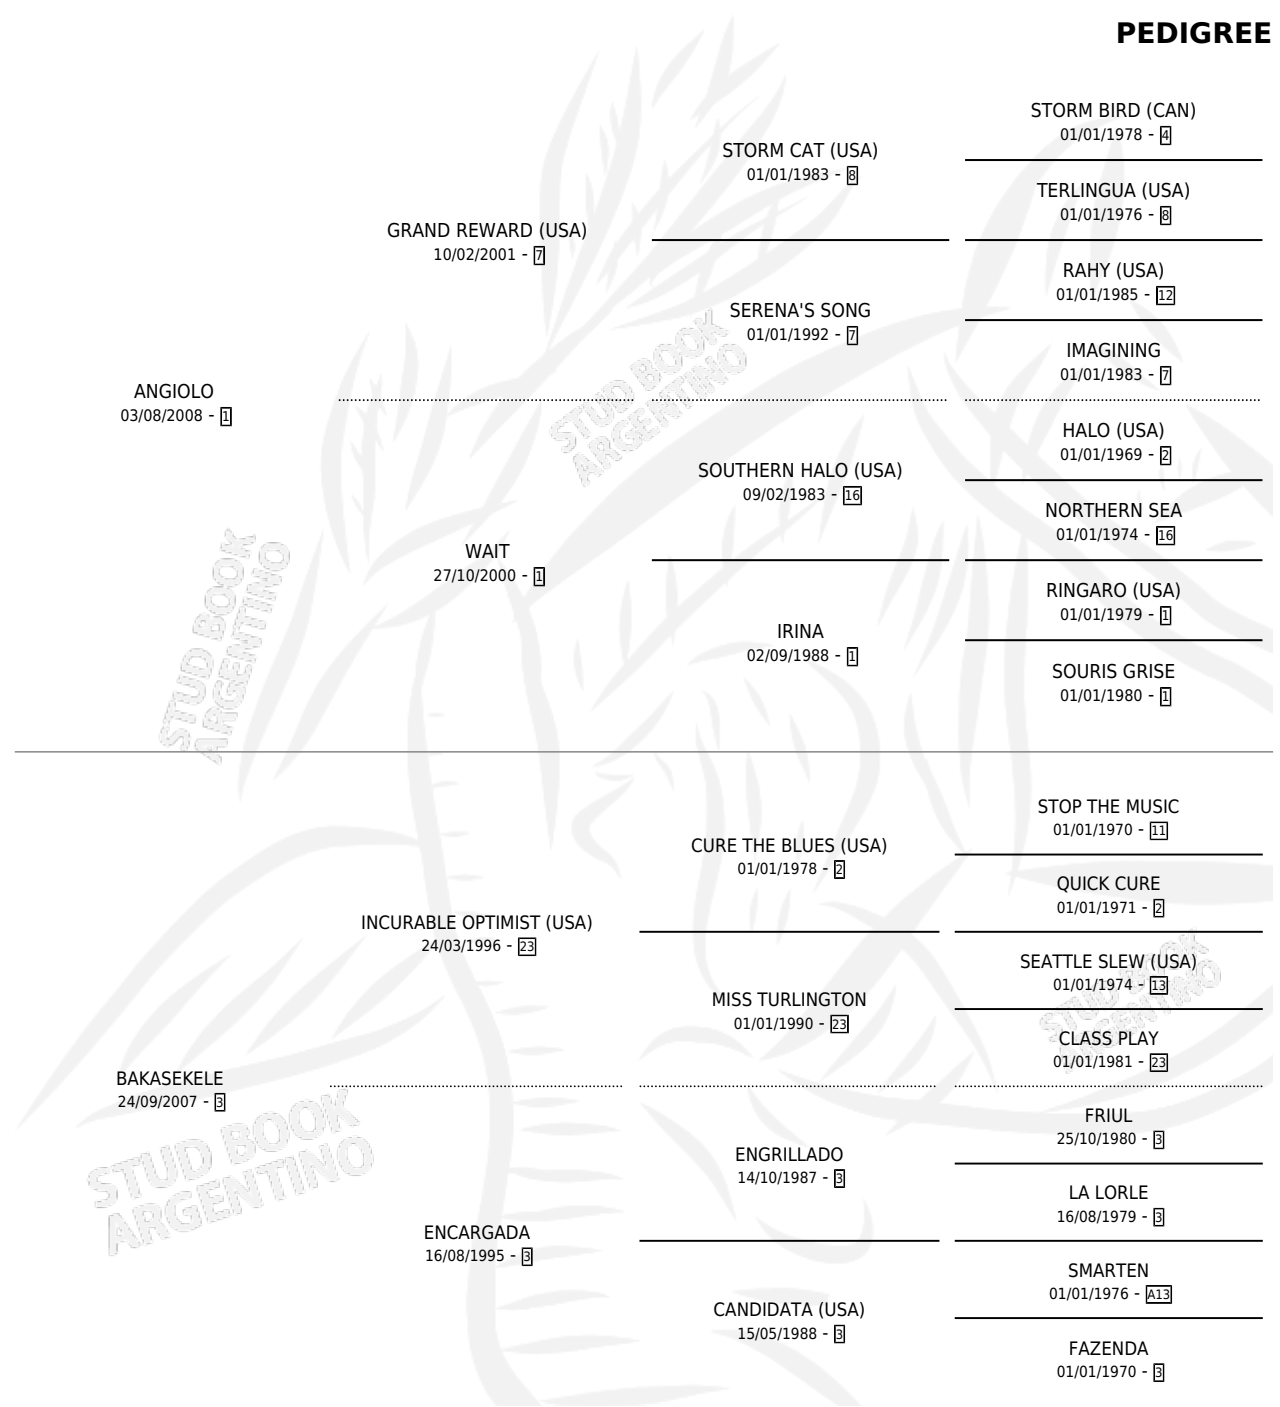 PEDIGREE
STORM BIRD (CAN)
01/01/1978 - 4
STORM CAT (USA)
01/01/1983 - 8
TERLINGUA (USA)
01/01/1976 - 8
GRAND REWARD (USA)
10/02/2001 - 7
RAHY (USA)
01/01/1985 - 12
SERENA'S SONG
01/01/1992 - 7
IMAGINING
01/01/1983 - 7
ANGIOLO
03/08/2008 - 1
HALO (USA)
01/01/1969 - 2
SOUTHERN HALO (USA)
09/02/1983 - 16
NORTHERN SEA
01/01/1974 - 16
WAIT
27/10/2000 - 1
RINGARO (USA)
01/01/1979 - 1
IRINA
02/09/1988 - 1
SOURIS GRISE
01/01/1980 - 1
STOP THE MUSIC
01/01/1970 - 11
CURE THE BLUES (USA)
01/01/1978 - 2
QUICK CURE
01/01/1971 - 2
INCURABLE OPTIMIST (USA)
24/03/1996 - 23
SEATTLE SLEW (USA)
01/01/1974 - 13
MISS TURLINGTON
01/01/1990 - 23
CLASS PLAY
01/01/1981 - 23
BAKASEKELE
24/09/2007 - 3
FRIUL
25/10/1980 - 3
ENGRILLADO
14/10/1987 - 3
LA LORLE
16/08/1979 - 3
ENCARGADA
16/08/1995 - 3
SMARTEN
01/01/1976 - A13
CANDIDATA (USA)
15/05/1988 - 3
FAZENDA
01/01/1970 - 3
STUD BOOK
ARGENTINO
STUD BOOK
ARGENTINO
STUD BOOK
ARGENTINO
STUD BOOK
ARGENTINO